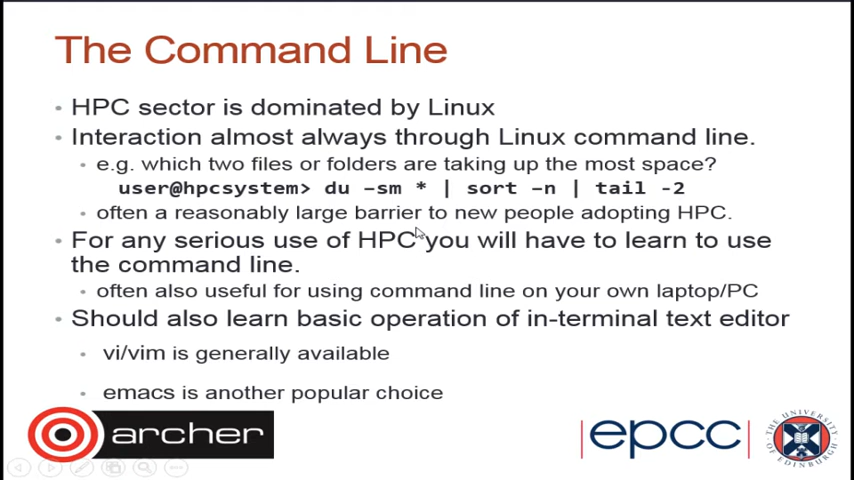 The Command Line
• HPC sector is dominated by Linux
• Interaction almost always through Linux command line.
• e.g. which two files or folders are taking up the most space?
user@hpcsystem> du –sm * | sort –n | tail -2
• often a reasonably large barrier to new people adopting HPC.
• For any serious use of HPC you will have to learn to use
the command line.
• often also useful for using command line on your own laptop/PC
• Should also learn basic operation of in-terminal text editor
• vi/vim is generally available
• emacs is another popular choice
archer
epcc
THE UNIVERSITY OF EDINBURGH